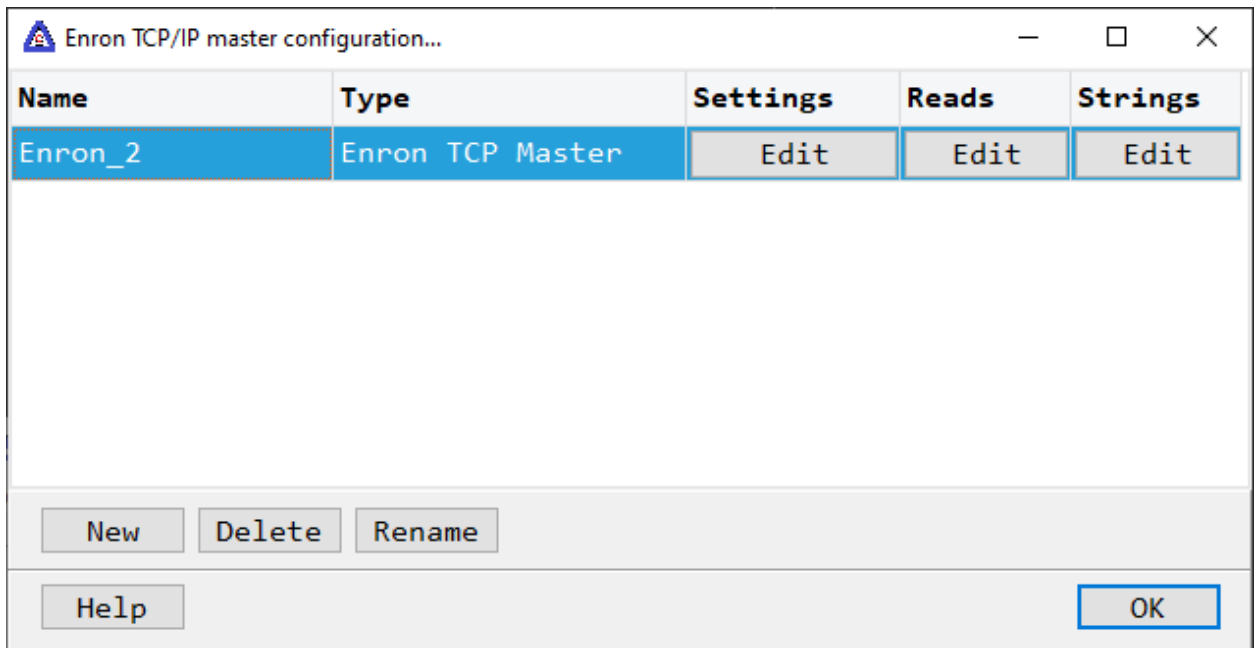 Enron TCP/IP master configuration...
Name Type Settings Reads Strings
Enron_2 Enron TCP Master Edit Edit Edit
New Delete Rename
Help OK